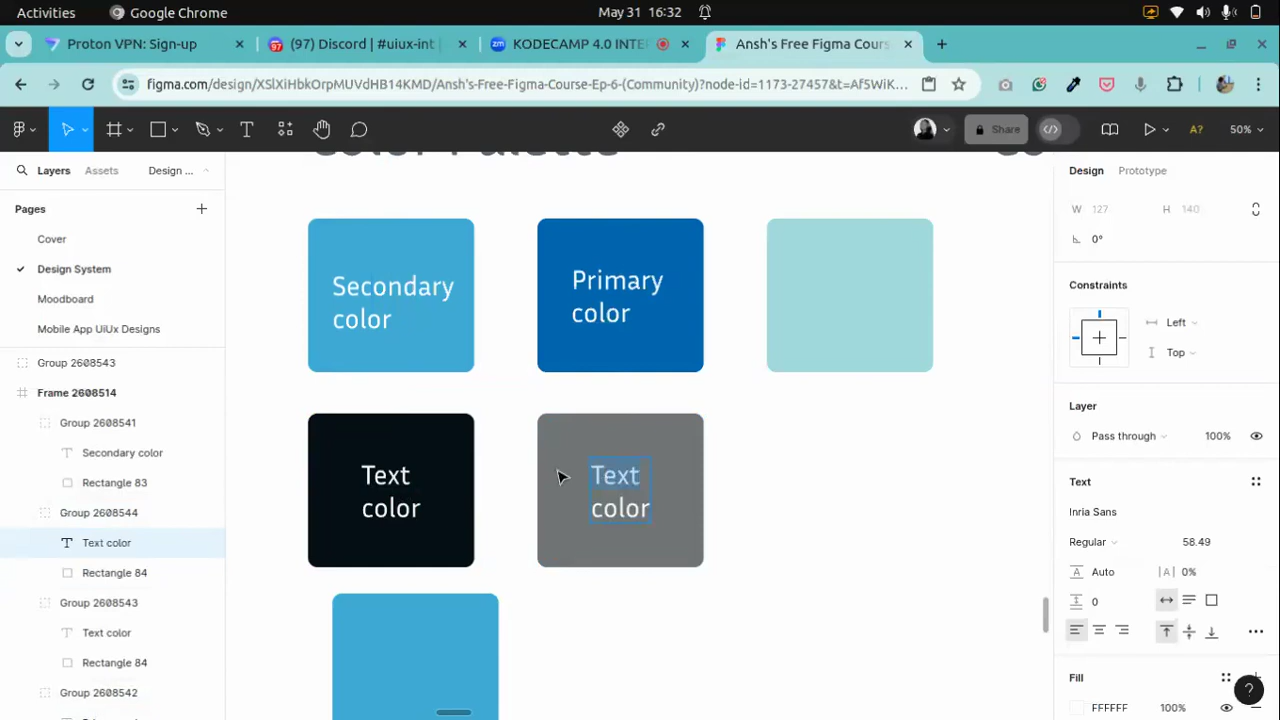 Activities
Google Chrome
May 31 16:32
Proton VPN: Sign-up
(97) Discord | #uiux-int
KODECAMP 4.0 INTE
Ansh's Free Figma Cours
figma.com/design/XSlXiHbkOrpMUVdHB14KMD/Ansh's-Free-Figma-Course-Ep-6-(Community)?node-id=1173-27457&t=Af5WiK...
Share
A?
50%
Layers
Assets
Design ...
Pages
Cover
Design System
Moodboard
Mobile App UiUx Designs
Group 2608543
Frame 2608514
Group 2608541
Secondary color
Rectangle 83
Group 2608544
Text color
Rectangle 84
Group 2608543
Text color
Rectangle 84
Group 2608542
Color Palette
Co
Secondary
color
Primary
color
Text
color
Text
color
Design
Prototype
W 127 H 140
0°
Constraints
Left
Top
Layer
Pass through 100%
Text
Inria Sans
Regular 58.49
Auto |A| 0%
0
Fill
FFFFFF 100%
?